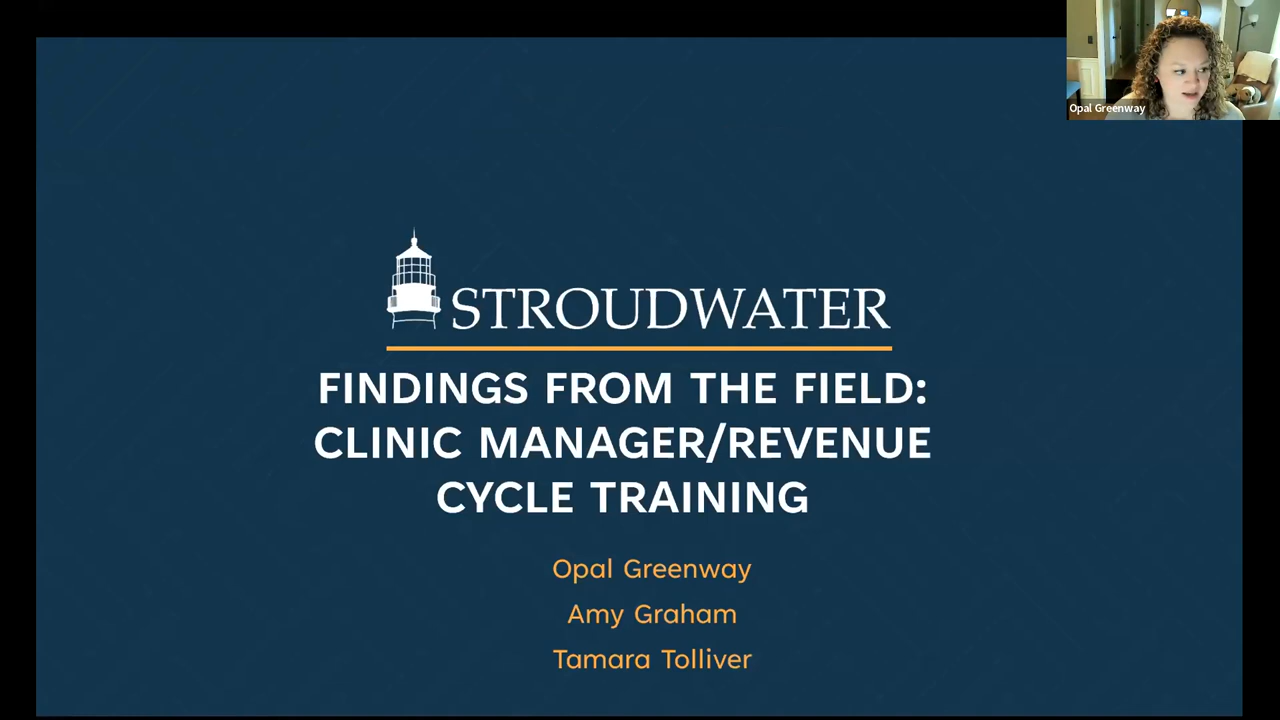 Opal Greenway
STROUDWATER
FINDINGS FROM THE FIELD:
CLINIC MANAGER/REVENUE
CYCLE TRAINING
Opal Greenway
Amy Graham
Tamara Tolliver